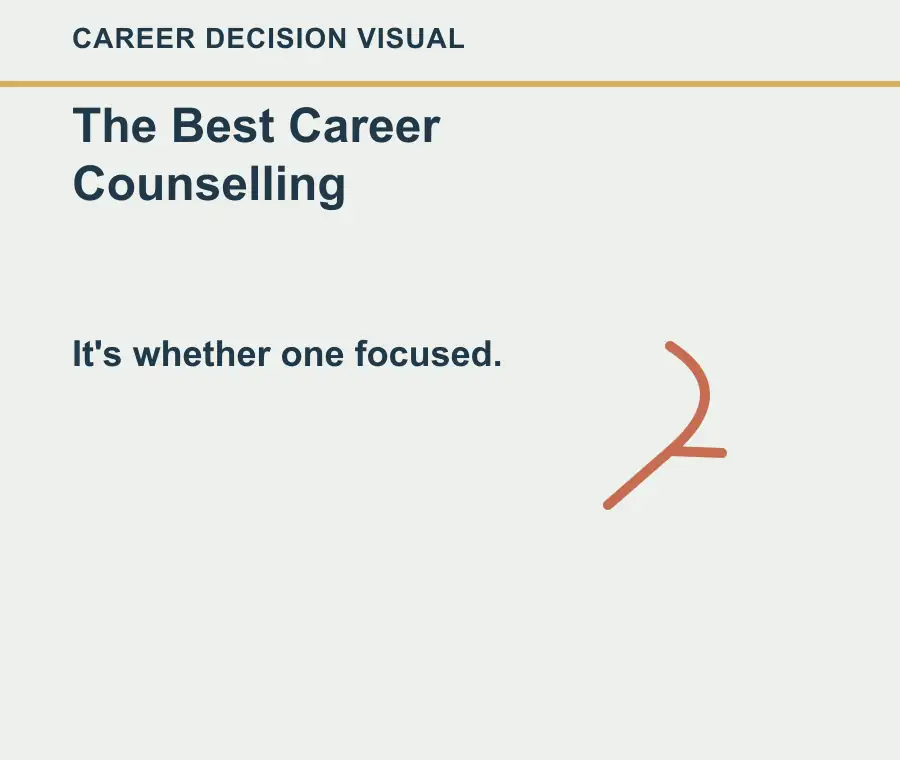 CAREER DECISION VISUAL
The Best Career
Counselling
It's whether one focused.